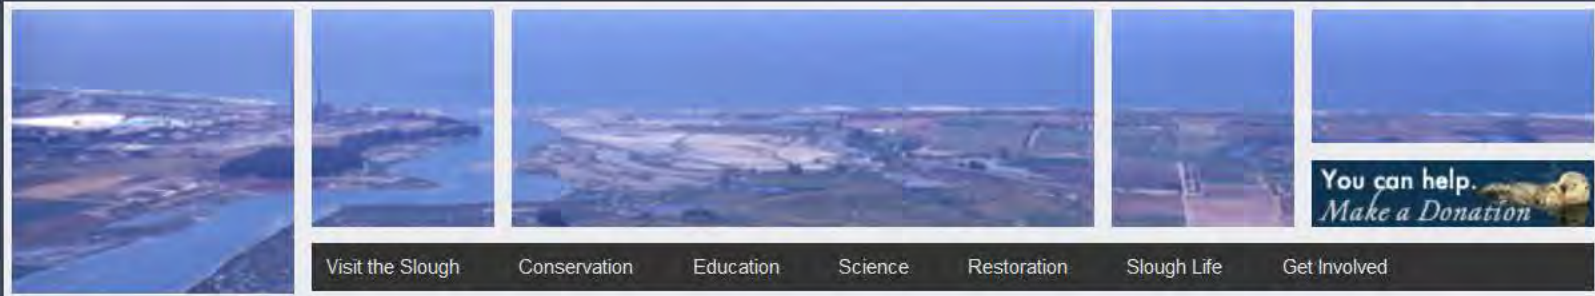 You can help.
Make a Donation
Visit the Slough Conservation Education Science Restoration Slough Life Get Involved